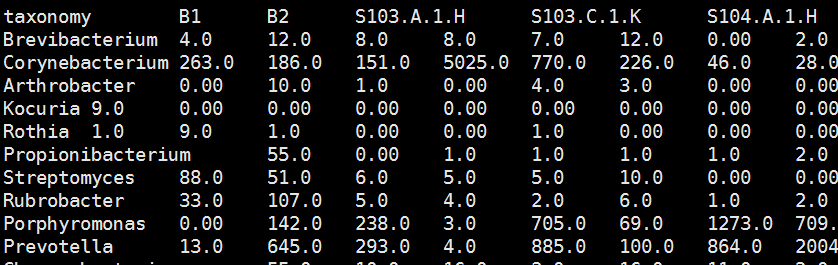 taxonomy B1 B2 S103.A.1.H S103.C.1.K S104.A.1.H
Brevibacterium 4.0 12.0 8.0 8.0 7.0 12.0 0.00 2.0
Corynebacterium 263.0 186.0 151.0 5025.0 770.0 226.0 46.0 28.0
Arthrobacter 0.00 10.0 1.0 0.00 4.0 3.0 0.00 0.00
Kocuria 9.0 0.00 0.00 0.00 0.00 0.00 0.00 0.00 0.00
Rothia 1.0 9.0 1.0 0.00 0.00 1.0 0.00 0.00 0.00
Propionibacterium 55.0 0.00 1.0 1.0 1.0 1.0 2.0
Streptomyces 88.0 51.0 6.0 5.0 5.0 10.0 0.00 0.00
Rubrobacter 33.0 107.0 5.0 4.0 2.0 6.0 1.0 2.0
Porphyromonas 0.00 142.0 238.0 3.0 705.0 69.0 1273.0 709.
Prevotella 13.0 645.0 293.0 4.0 885.0 100.0 864.0 2004